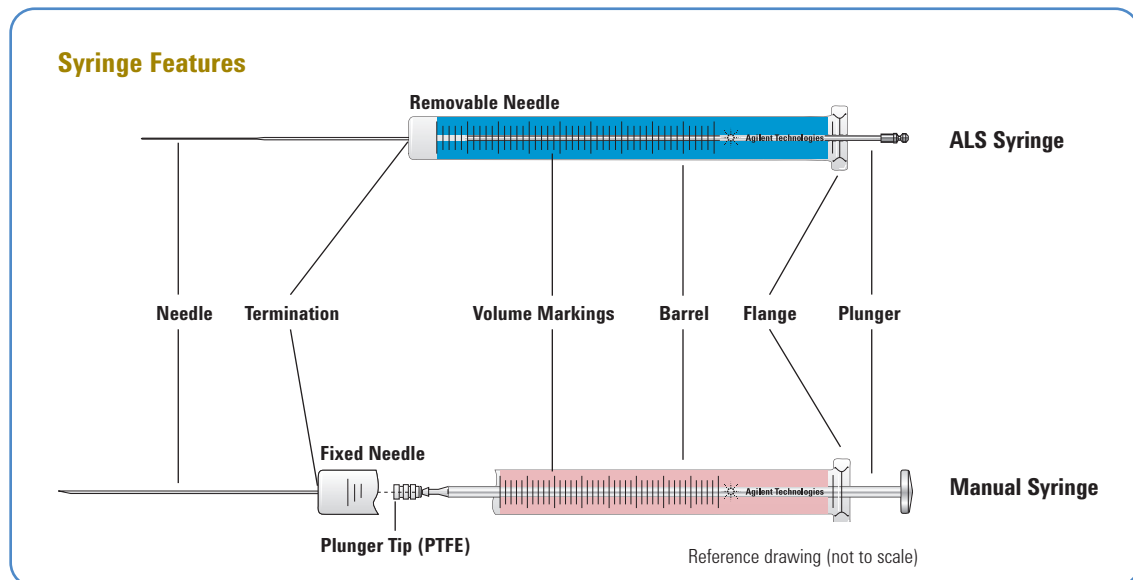 Syringe Features
Removable Needle
Agilent Technologies
ALS Syringe
Needle
Termination
Volume Markings
Barrel
Flange
Plunger
Fixed Needle
Agilent Technologies
Manual Syringe
Plunger Tip (PTFE)
Reference drawing (not to scale)